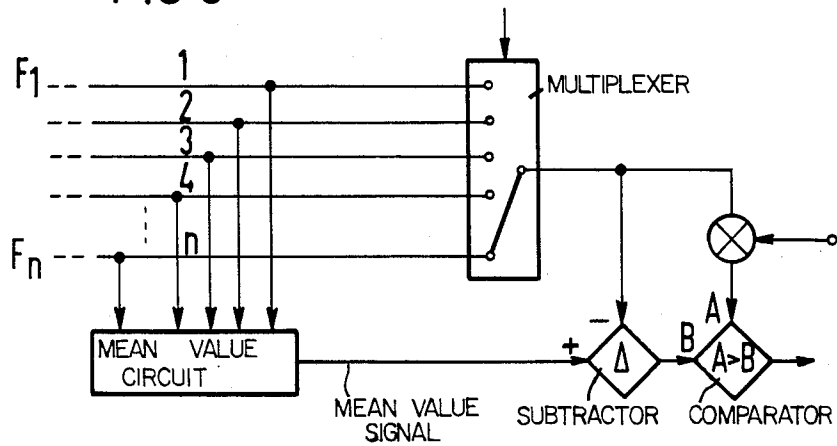 F1
1
MULTIPLEXER
2
3
4
Fn
n
A
−
B
+
Δ
A>B
MEAN VALUE
CIRCUIT
MEAN VALUE
SIGNAL
SUBTRACTOR
COMPARATOR